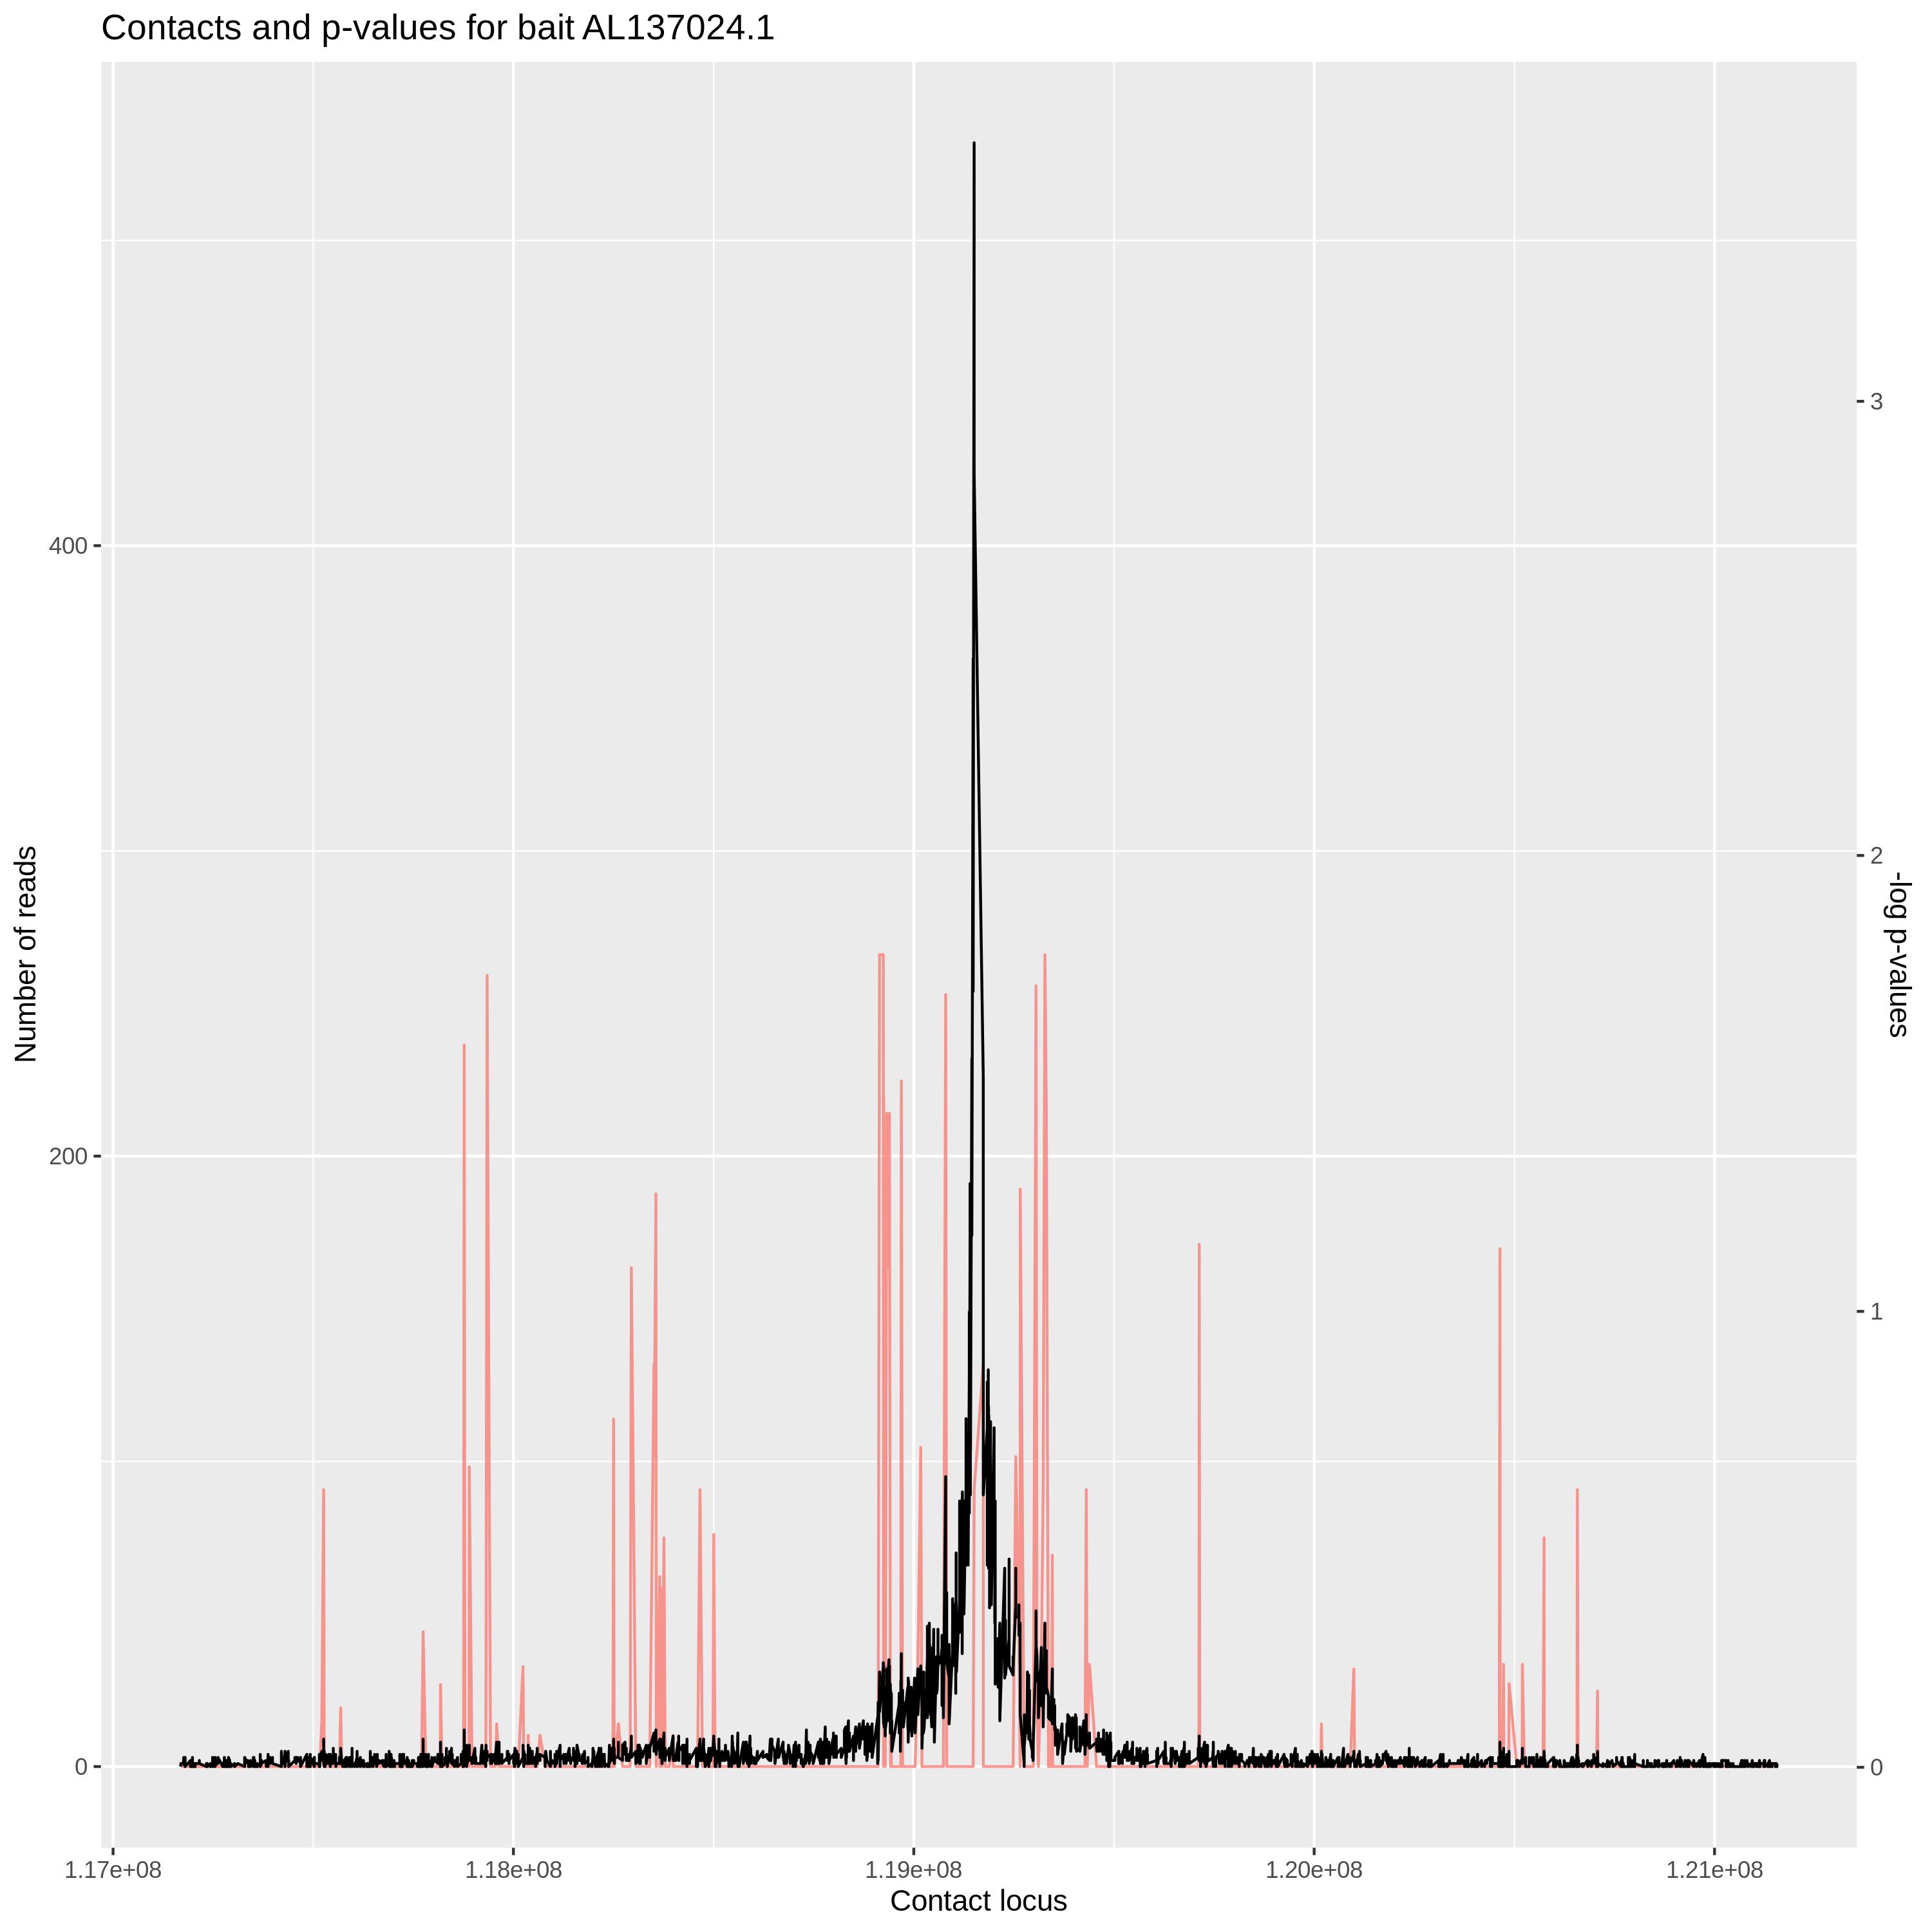 Contacts and p-values for bait AL137024.1
Number of reads
400
200
0
3
2
1
0
-log p-values
1.17e+08
1.18e+08
1.19e+08
1.20e+08
1.21e+08
Contact locus